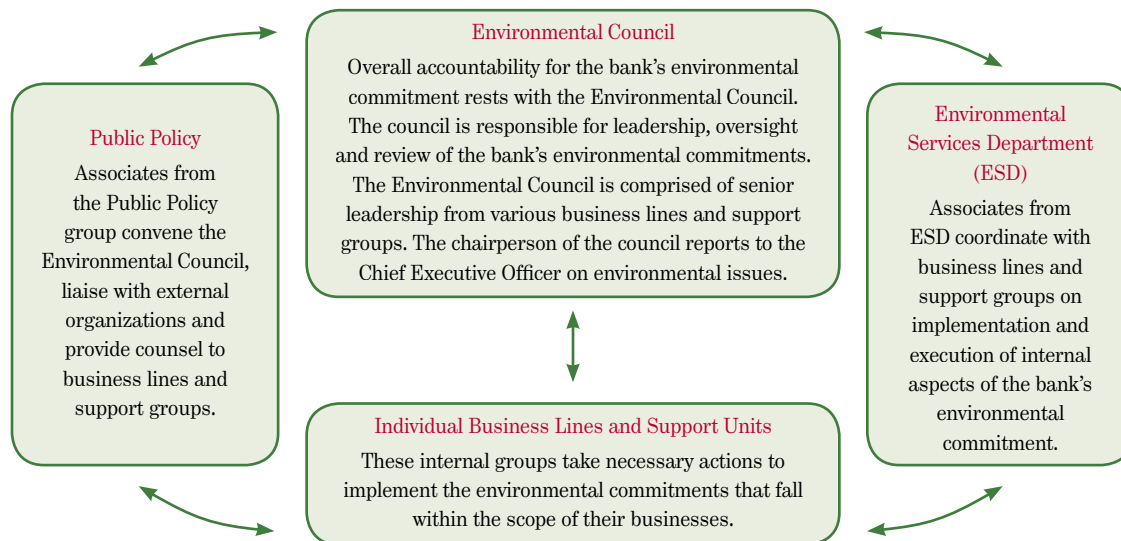 Environmental Council
Overall accountability for the bank’s environmental
commitment rests with the Environmental Council.
The council is responsible for leadership, oversight
and review of the bank’s environmental commitments.
The Environmental Council is comprised of senior
leadership from various business lines and support
groups. The chairperson of the council reports to the
Chief Executive Officer on environmental issues.
Public Policy
Associates from
the Public Policy
group convene the
Environmental Council,
liaise with external
organizations and
provide counsel to
business lines and
support groups.
Environmental
Services Department
(ESD)
Associates from
ESD coordinate with
business lines and
support groups on
implementation and
execution of internal
aspects of the bank’s
environmental
commitment.
Individual Business Lines and Support Units
These internal groups take necessary actions to
implement the environmental commitments that fall
within the scope of their businesses.